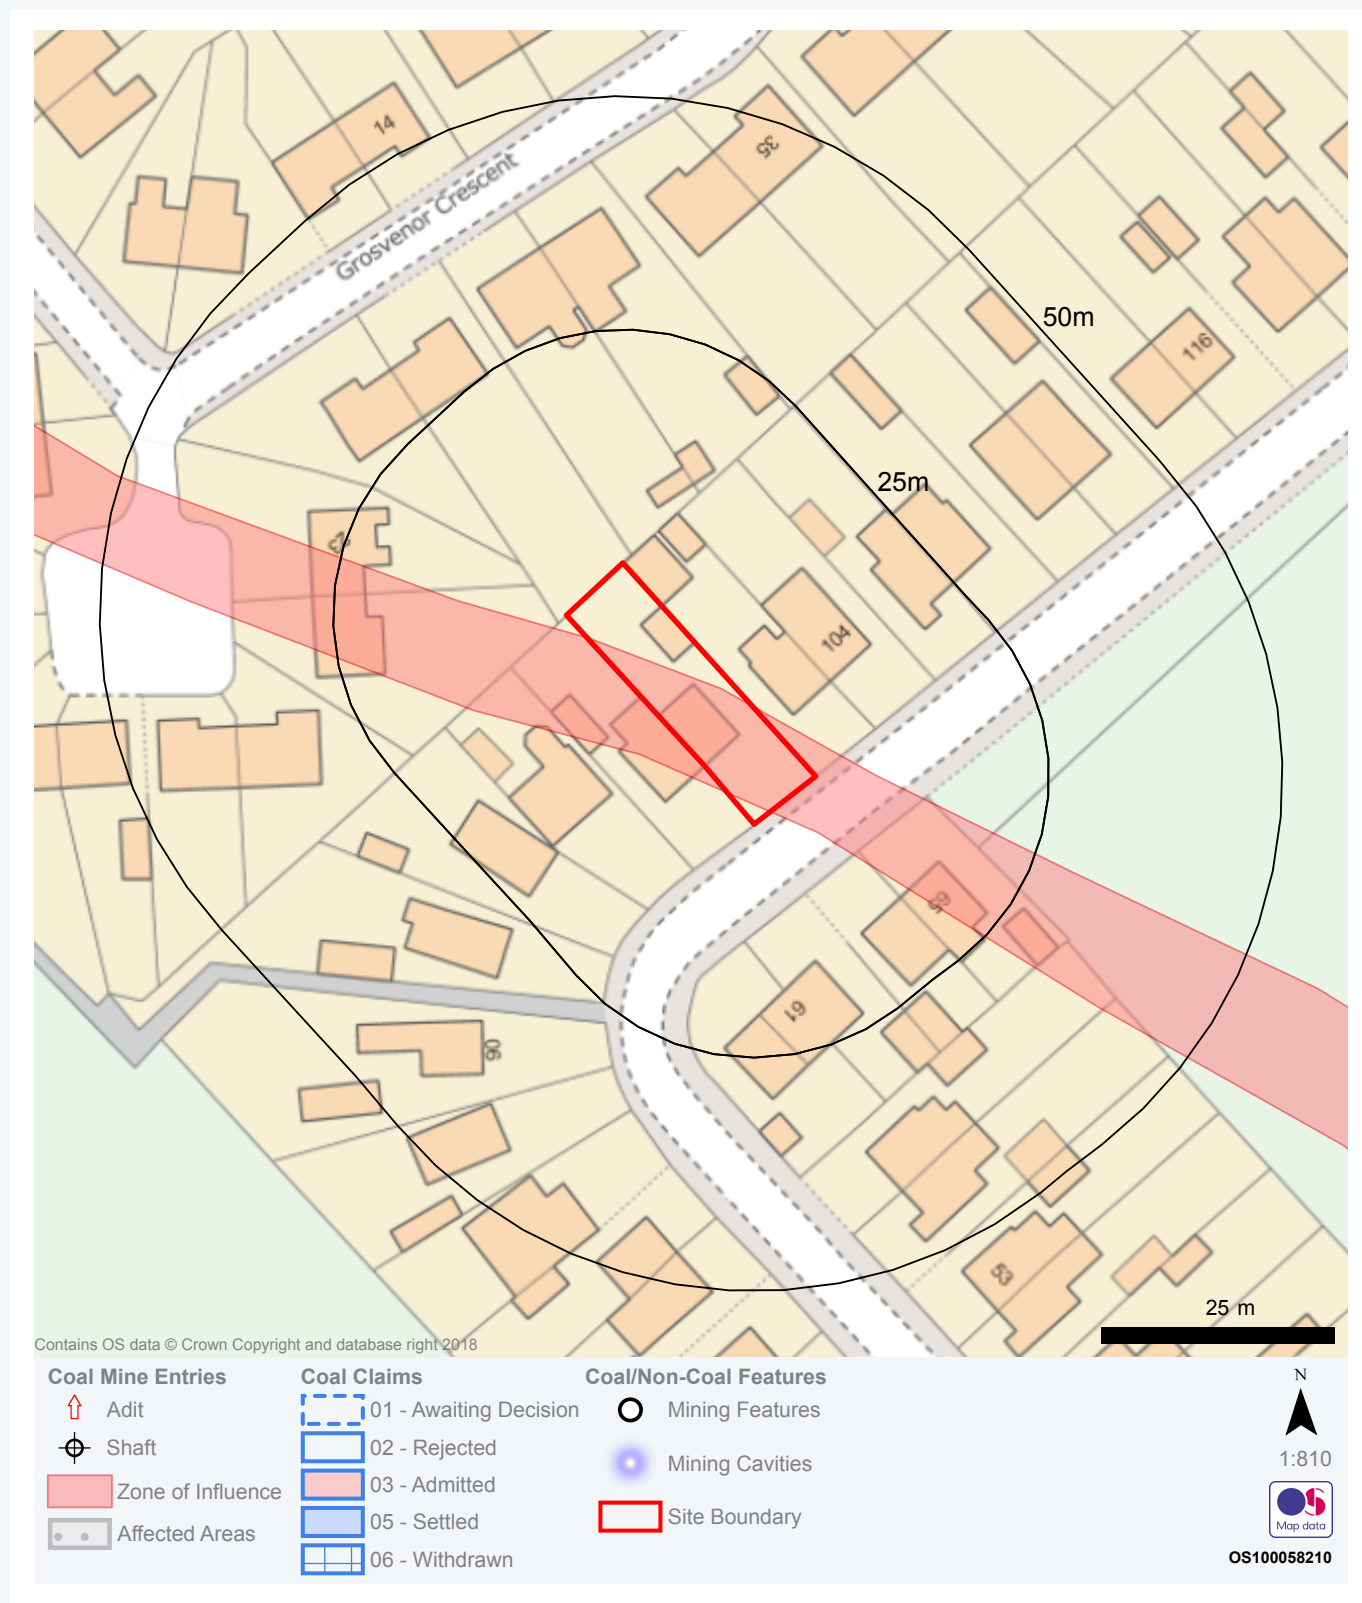 14
35
Grosvenor Crescent
50m
116
25m
23
104
65
61
90
53
25 m
Contains OS data © Crown Copyright and database right 2018
Coal Mine Entries
Adit
Shaft
Zone of Influence
Affected Areas
Coal Claims
01 - Awaiting Decision
02 - Rejected
03 - Admitted
05 - Settled
06 - Withdrawn
Coal/Non-Coal Features
Mining Features
Mining Cavities
Site Boundary
N
1:810
OS
Map data
OS100058210